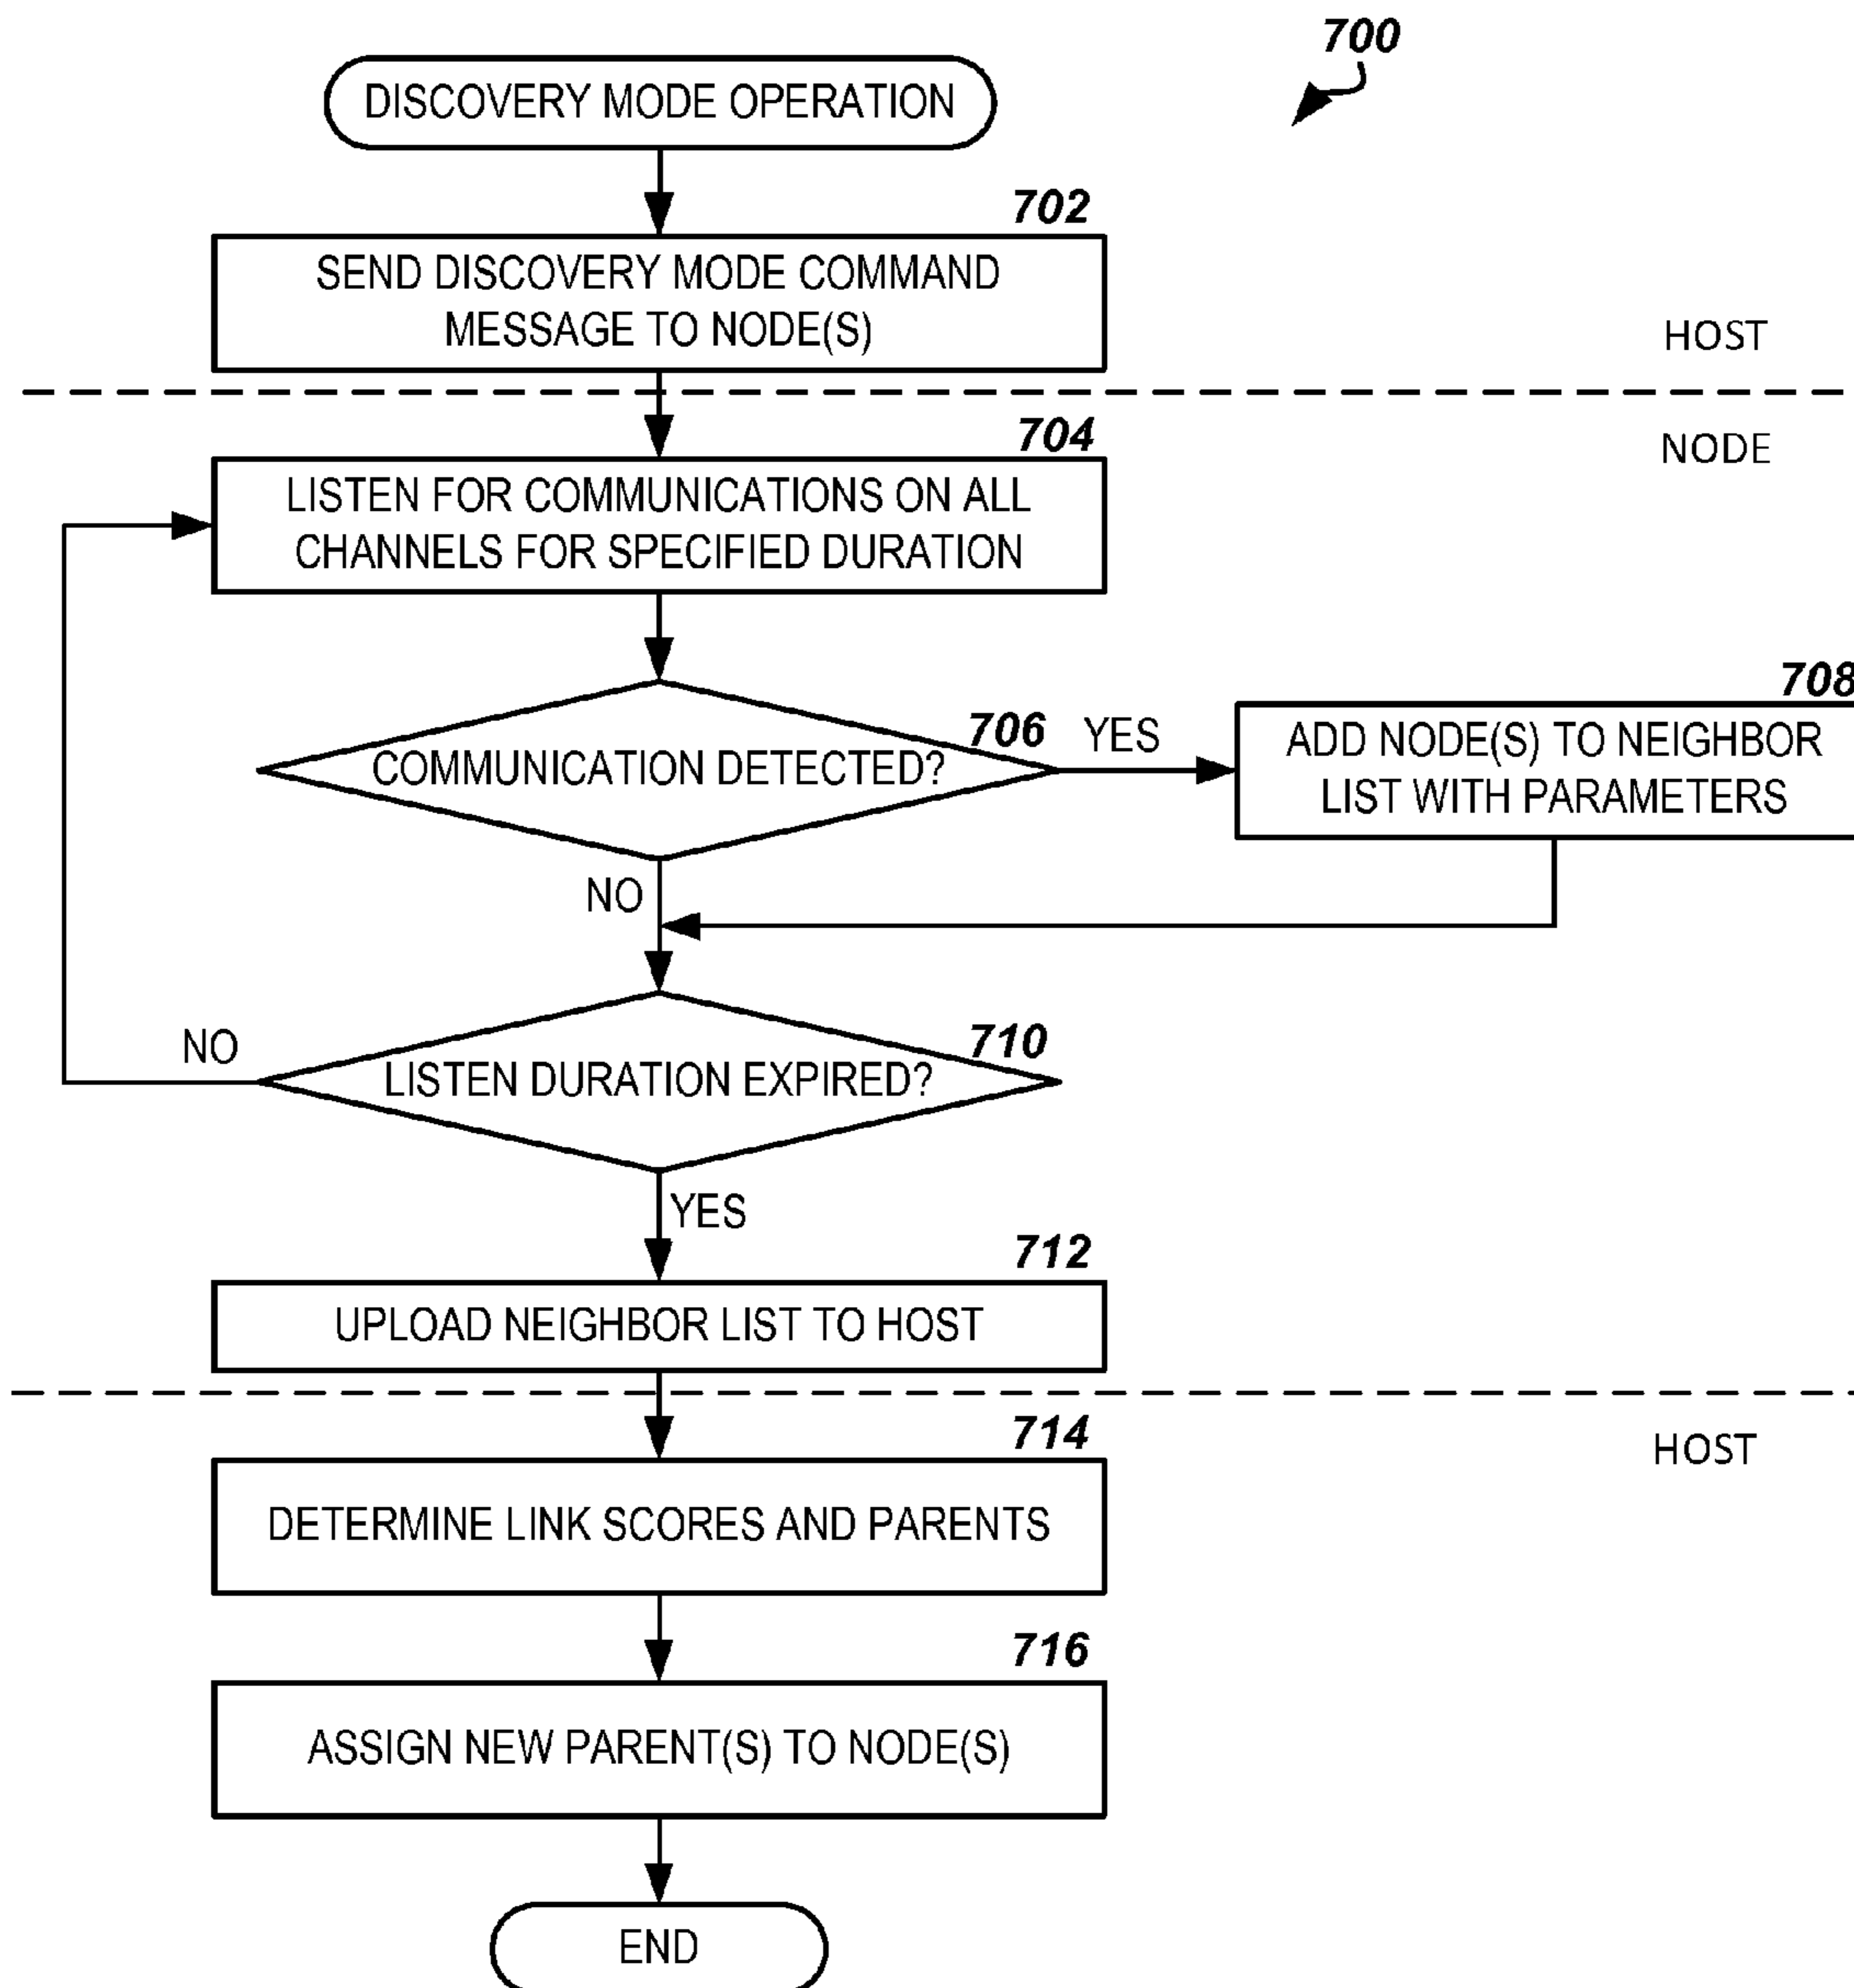 700
DISCOVERY MODE OPERATION
702
SEND DISCOVERY MODE COMMAND
MESSAGE TO NODE(S)
HOST
704
NODE
LISTEN FOR COMMUNICATIONS ON ALL
CHANNELS FOR SPECIFIED DURATION
706
YES
708
COMMUNICATION DETECTED?
ADD NODE(S) TO NEIGHBOR
LIST WITH PARAMETERS
NO
NO
710
LISTEN DURATION EXPIRED?
YES
712
UPLOAD NEIGHBOR LIST TO HOST
714
HOST
DETERMINE LINK SCORES AND PARENTS
716
ASSIGN NEW PARENT(S) TO NODE(S)
END